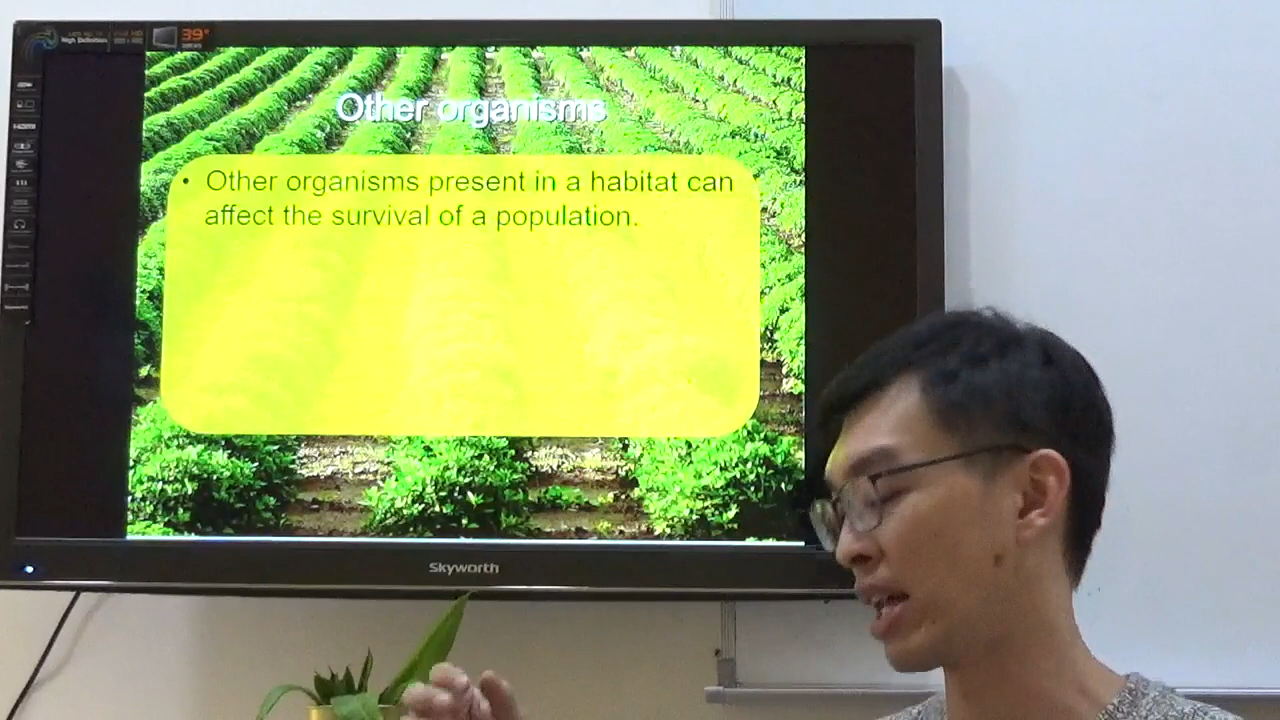 39"
Other organisms
• Other organisms present in a habitat can
affect the survival of a population.
Skyworth